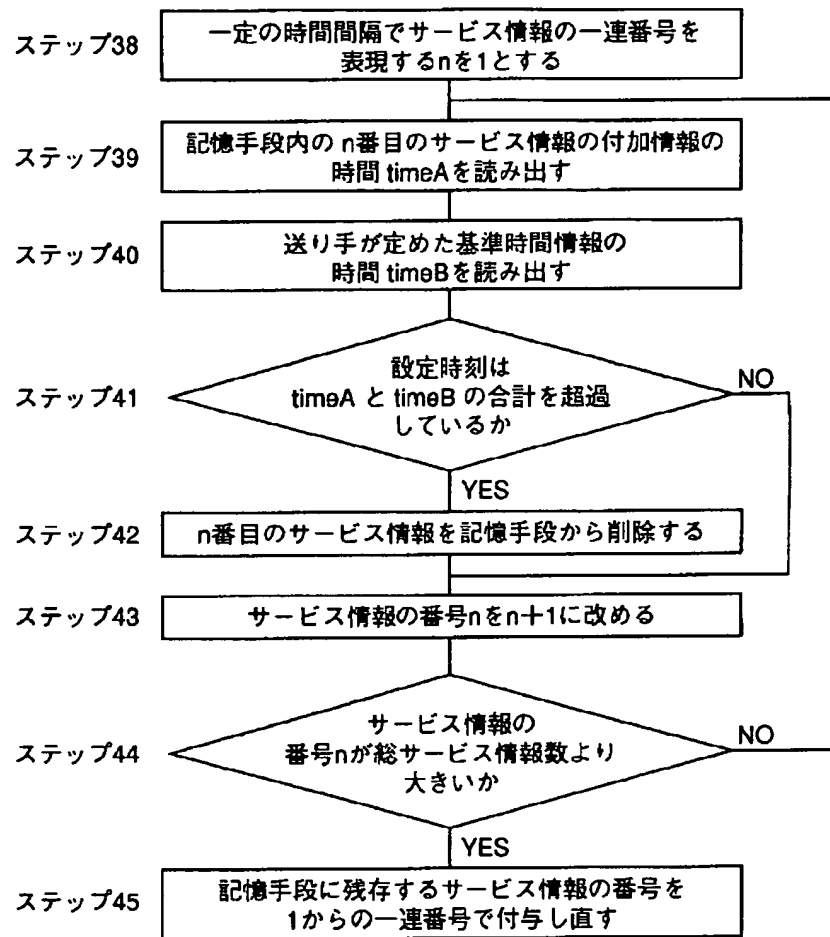 ステップ38
一定の時間間隔でサービス情報の一連番号を
表現するnを1とする
ステップ39
記憶手段内の n番目のサービス情報の付加情報の
時間 timeAを読み出す
ステップ40
送り手が定めた基準時間情報の
時間 timeBを読み出す
ステップ41
設定時刻は
timeA と timeB の合計を超過
しているか
NO
YES
ステップ42
n番目のサービス情報を記憶手段から削除する
ステップ43
サービス情報の番号nをn+1に改める
ステップ44
サービス情報の
番号nが総サービス情報数より
大きいか
NO
YES
ステップ45
記憶手段に残存するサービス情報の番号を
1からの一連番号で付与し直す